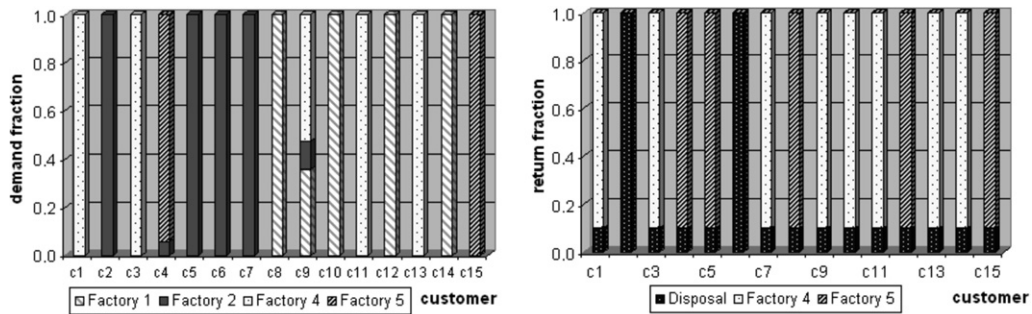 1.0
0.8
0.6
0.4
0.2
0.0
demand fraction
c1 c2 c3 c4 c5 c6 c7 c8 c9 c10 c11 c12 c13 c14 c15
Factory 1 Factory 2 Factory 4 Factory 5
customer
1.0
0.8
0.6
0.4
0.2
0.0
return fraction
c1 c3 c5 c7 c9 c11 c13 c15
Disposal Factory 4 Factory 5
customer